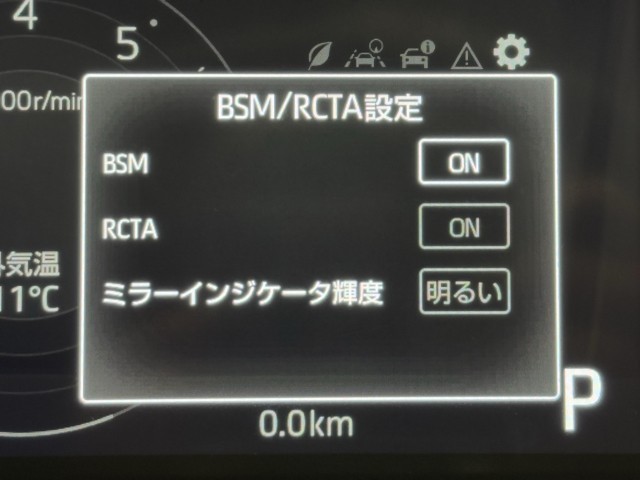 4
5
00r/min
BSM/RCTA設定
BSM
ON
RCTA
ON
外気温
11℃
ミラーインジケータ輝度
明るい
P
0.0km